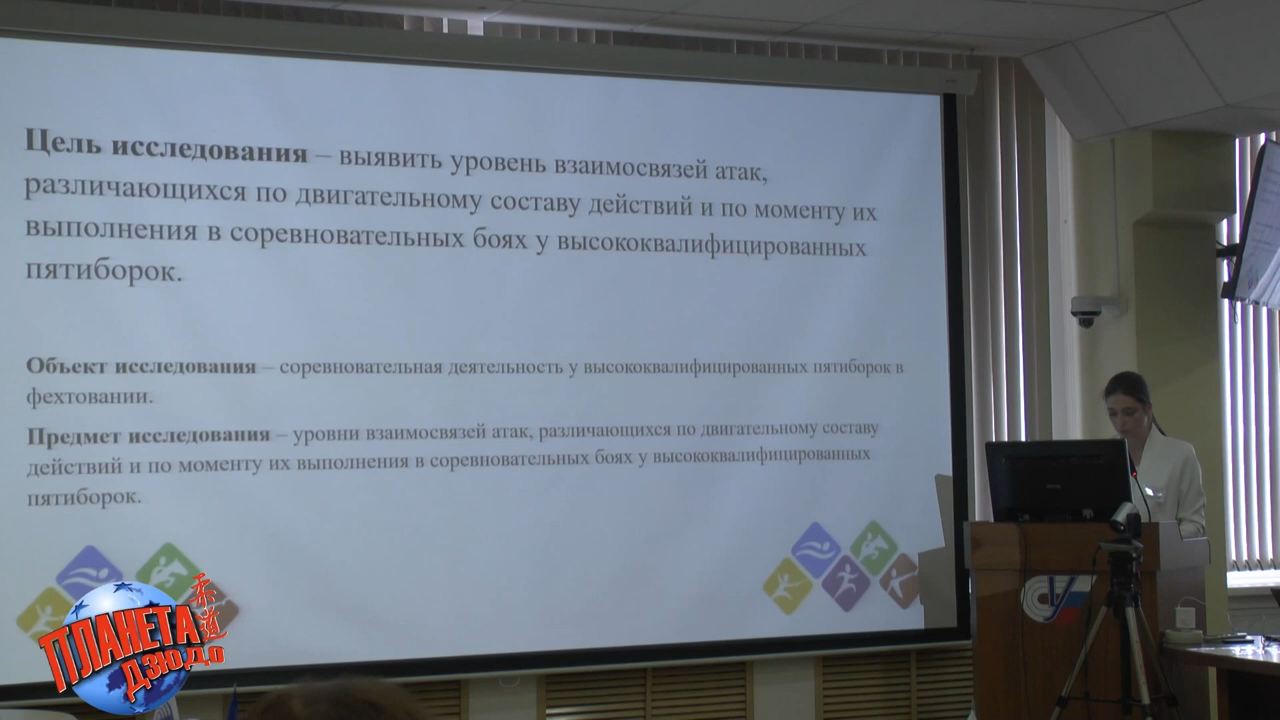 Цель исследования – выявить уровень взаимосвязей атак,
различающихся по двигательному составу действий и по моменту их
выполнения в соревновательных боях у высококвалифицированных
пятиборок.
Объект исследования – соревновательная деятельность у высококвалифицированных пятиборок в
фехтовании.
Предмет исследования – уровни взаимосвязей атак, различающихся по двигательному составу
действий и по моменту их выполнения в соревновательных боях у высококвалифицированных
пятиборок.
ПЛАНЕТА
ДЗЮДО
柔道